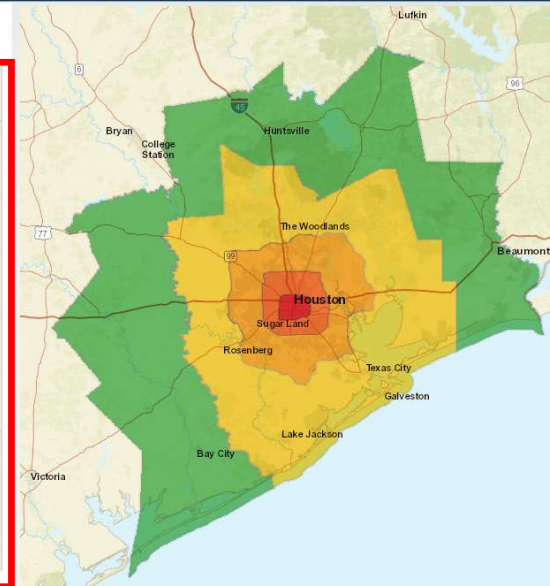 Lufkin
6
96
45
Huntsville
Bryan
College
Station
77
The Woodlands
Beaumont
99
Houston
Sugar Land
Rosenberg
Texas City
Galveston
Lake Jackson
Bay City
Victoria